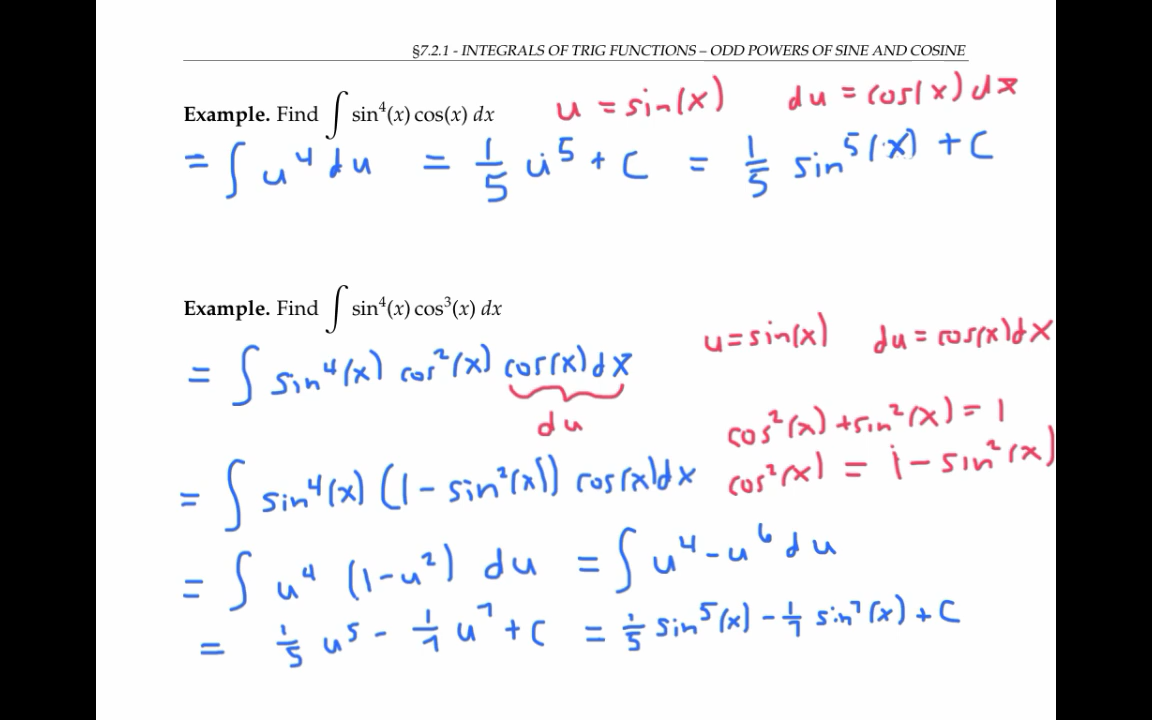 §7.2.1 - INTEGRALS OF TRIG FUNCTIONS – ODD POWERS OF SINE AND COSINE
Example. Find ∫ sin⁴(x) cos(x) dx u = sin(x) du = cos(x) dx
= ∫ u⁴ du = 1/5 u⁵ + C = 1/5 sin⁵(x) + C
Example. Find ∫ sin⁴(x) cos³(x) dx
u = sin(x) du = cos(x) dx
= ∫ sin⁴(x) cos²(x) cos(x) dx
du
cos²(x) + sin²(x) = 1
cos²(x) = 1 − sin²(x)
= ∫ sin⁴(x) (1 − sin²(x)) cos(x) dx
= ∫ u⁴ (1 − u²) du = ∫ u⁴ − u⁶ du
= 1/5 u⁵ − 1/7 u⁷ + C = 1/5 sin⁵(x) − 1/7 sin⁷(x) + C